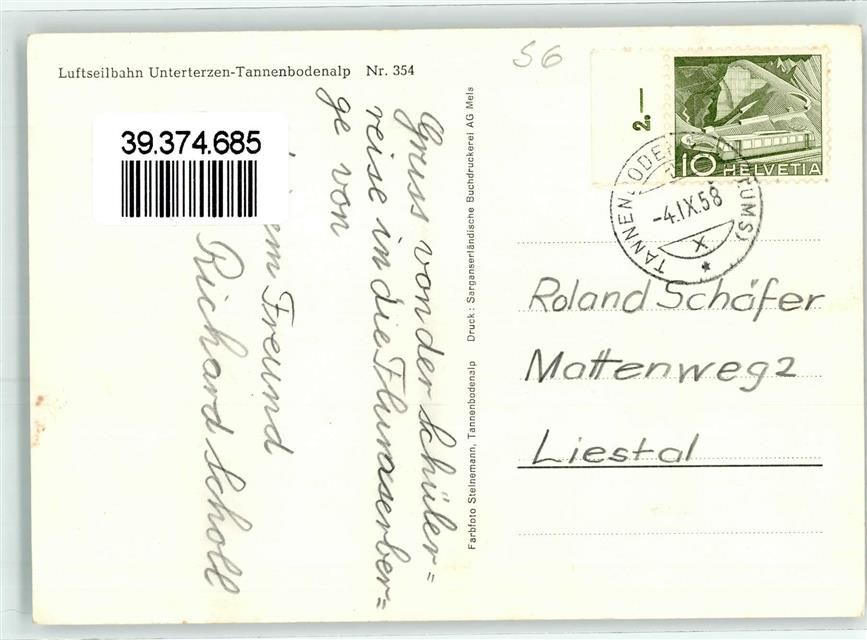 Luftseilbahn Unterterzen-Tannenbodenalp Nr. 354
39.374.685
Gruss von der Schüler=
reise in die Flumserber=
ge von
em Freund
Richard Scholl
Druck: Sarganserländische Buchdruckerei AG Mels
Farbfoto Steinemann, Tannenbodenalp
56
2.—
10 HELVETIA
-4.IX.58
X
Roland Schäfer
Mattenweg 2
Liestal